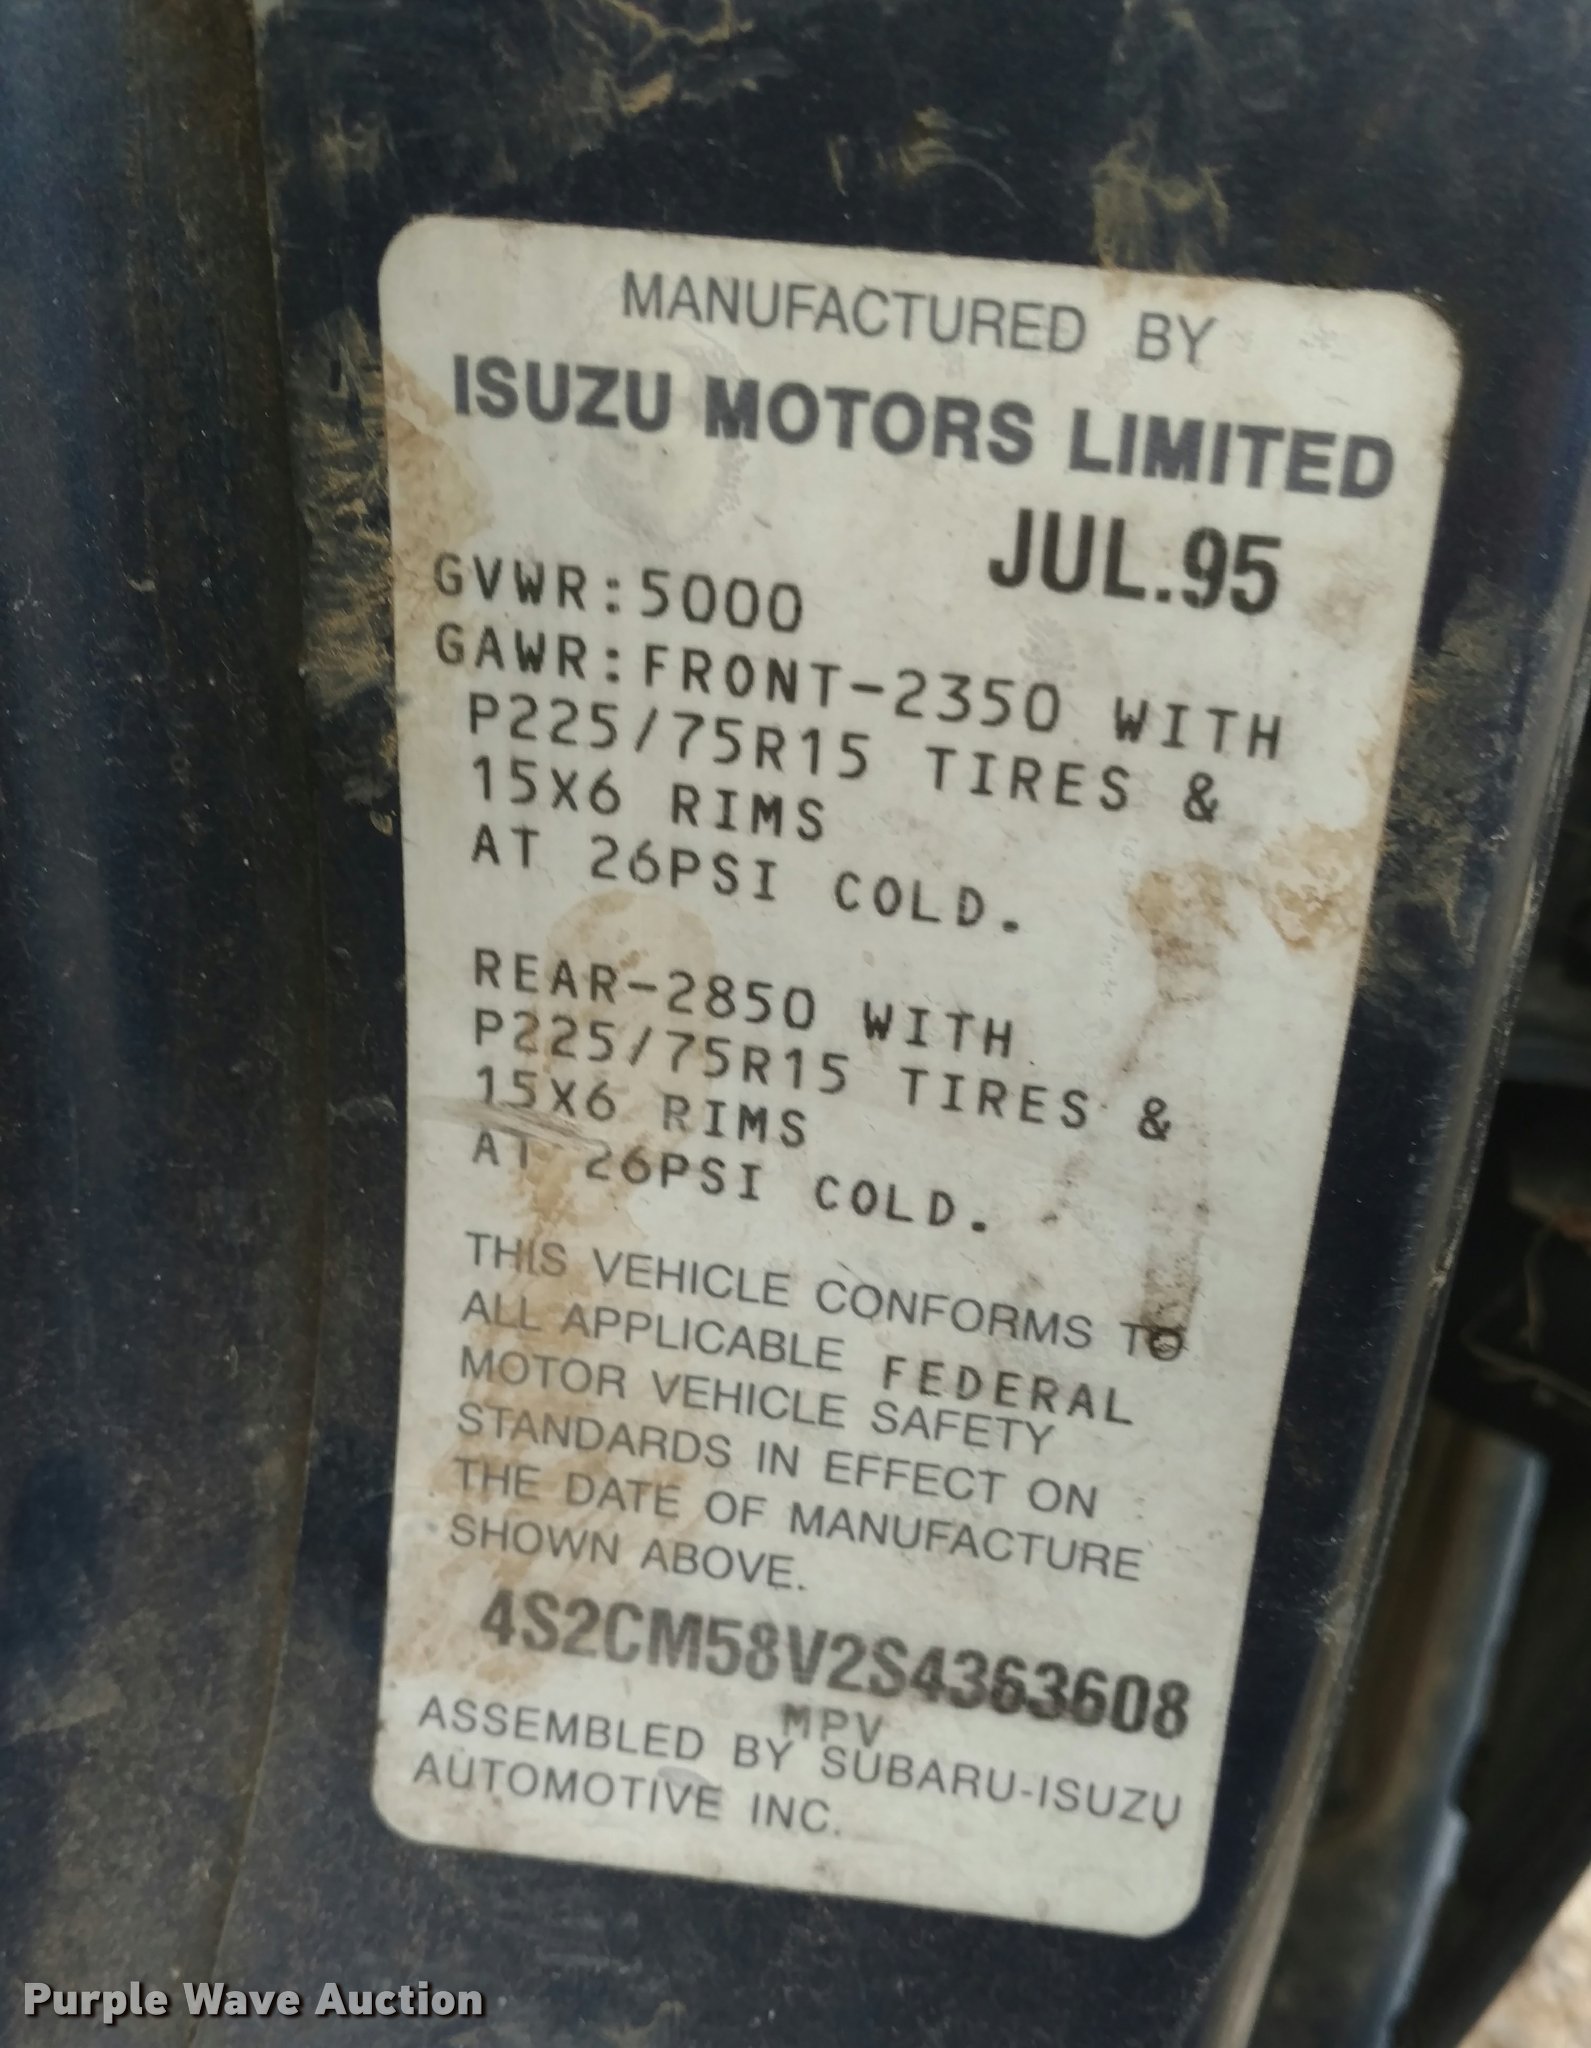 MANUFACTURED BY
ISUZU MOTORS LIMITED
JUL.95
GVWR:5000
GAWR:FRONT-2350 WITH
P225/75R15 TIRES &
15X6 RIMS
AT 26PSI COLD.
REAR-2850 WITH
P225/75R15 TIRES &
15X6 RIMS
AT 26PSI COLD.
THIS VEHICLE CONFORMS TO
ALL APPLICABLE FEDERAL
MOTOR VEHICLE SAFETY
STANDARDS IN EFFECT ON
THE DATE OF MANUFACTURE
SHOWN ABOVE.
4S2CM58V2S4363608
MPV
ASSEMBLED BY SUBARU-ISUZU
AUTOMOTIVE INC.
Purple Wave Auction